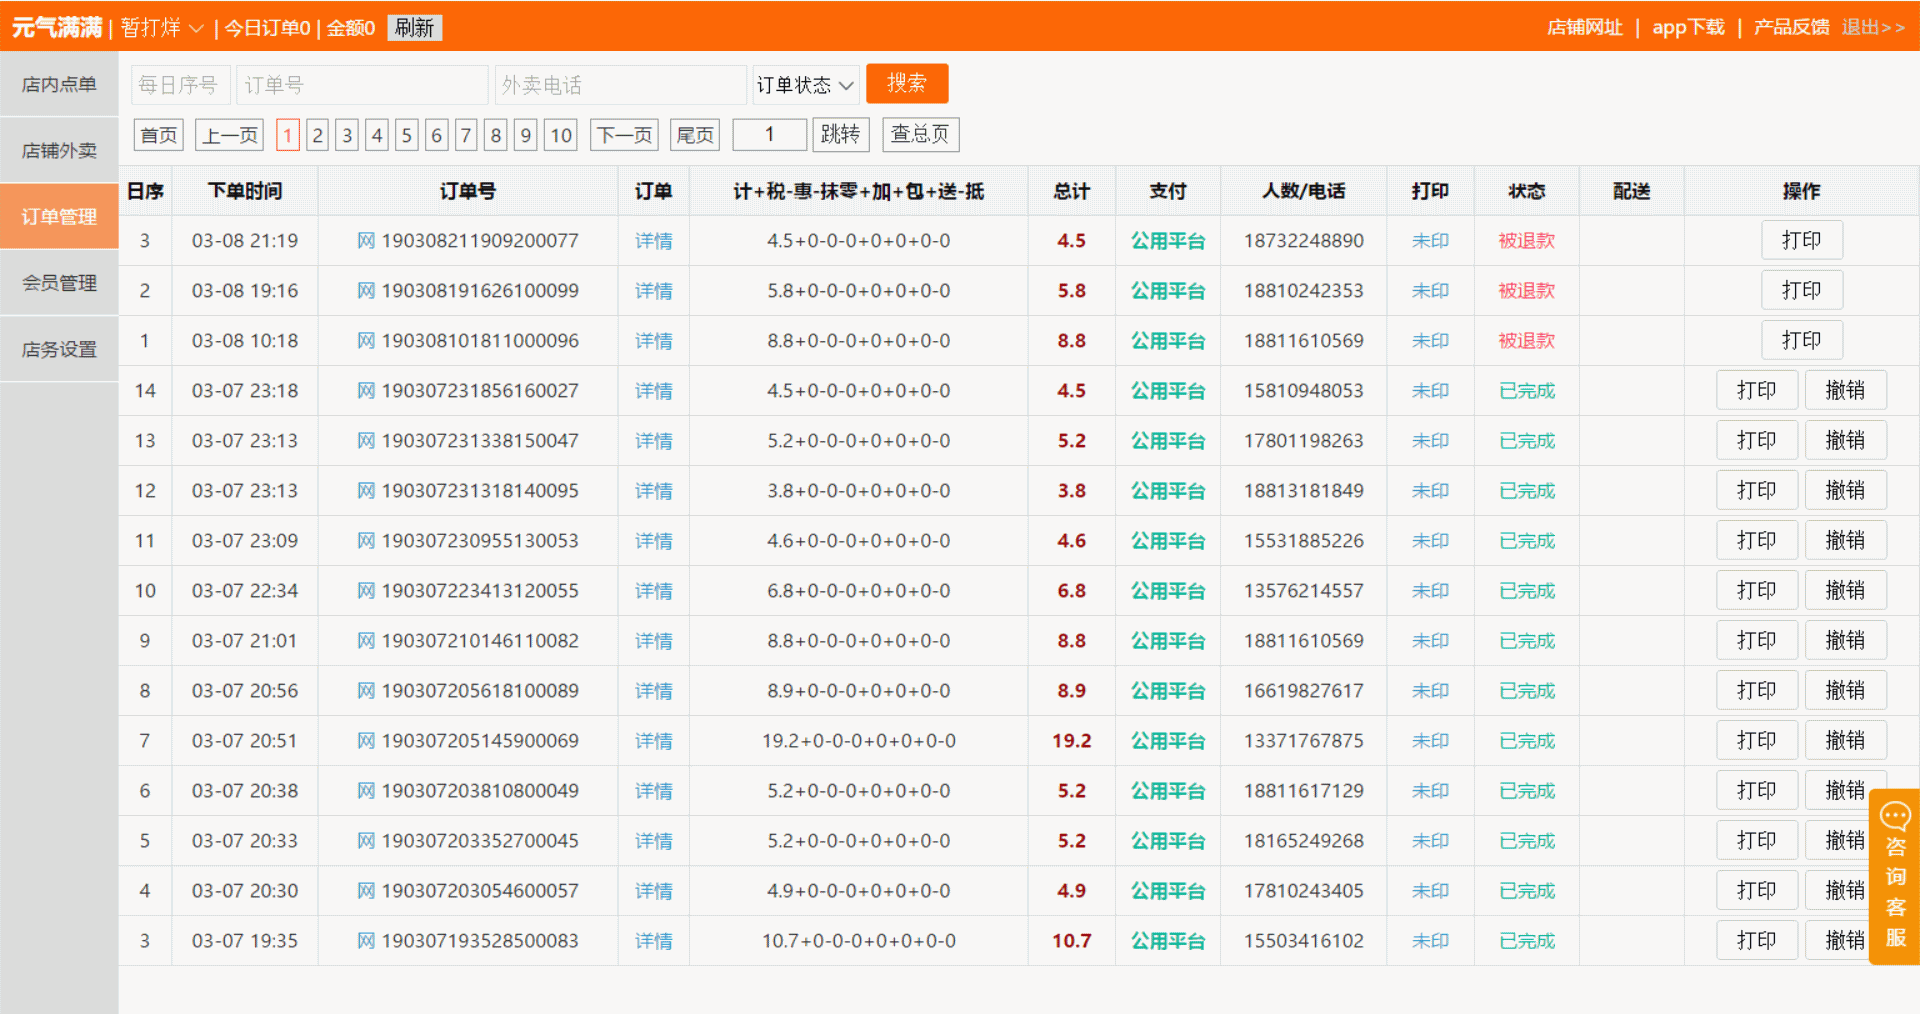 元气满满 | 暂打烊 | 今日订单0 | 金额0 刷新 店铺网址 | app下载 | 产品反馈 退出>>
店内点单
店铺外卖
订单管理
会员管理
店务设置
每日序号 订单号 外卖电话 订单状态 搜索
首页 上一页 1 2 3 4 5 6 7 8 9 10 下一页 尾页 1 跳转 查总页
日序 下单时间 订单号 订单 计+税-惠-抹零+加+包+送-抵 总计 支付 人数/电话 打印 状态 配送 操作
3 03-08 21:19 网 190308211909200077 详情 4.5+0-0-0+0+0+0-0 4.5 公用平台 18732248890 未印 被退款 打印
2 03-08 19:16 网 190308191626100099 详情 5.8+0-0-0+0+0+0-0 5.8 公用平台 18810242353 未印 被退款 打印
1 03-08 10:18 网 190308101811000096 详情 8.8+0-0-0+0+0+0-0 8.8 公用平台 18811610569 未印 被退款 打印
14 03-07 23:18 网 190307231856160027 详情 4.5+0-0-0+0+0+0-0 4.5 公用平台 15810948053 未印 已完成 打印 撤销
13 03-07 23:13 网 190307231338150047 详情 5.2+0-0-0+0+0+0-0 5.2 公用平台 17801198263 未印 已完成 打印 撤销
12 03-07 23:13 网 190307231318140095 详情 3.8+0-0-0+0+0+0-0 3.8 公用平台 18813181849 未印 已完成 打印 撤销
11 03-07 23:09 网 190307230955130053 详情 4.6+0-0-0+0+0+0-0 4.6 公用平台 15531885226 未印 已完成 打印 撤销
10 03-07 22:34 网 190307223413120055 详情 6.8+0-0-0+0+0+0-0 6.8 公用平台 13576214557 未印 已完成 打印 撤销
9 03-07 21:01 网 190307210146110082 详情 8.8+0-0-0+0+0+0-0 8.8 公用平台 18811610569 未印 已完成 打印 撤销
8 03-07 20:56 网 190307205618100089 详情 8.9+0-0-0+0+0+0-0 8.9 公用平台 16619827617 未印 已完成 打印 撤销
7 03-07 20:51 网 190307205145900069 详情 19.2+0-0-0+0+0+0-0 19.2 公用平台 13371767875 未印 已完成 打印 撤销
6 03-07 20:38 网 190307203810800049 详情 5.2+0-0-0+0+0+0-0 5.2 公用平台 18811617129 未印 已完成 打印 撤销
5 03-07 20:33 网 190307203352700045 详情 5.2+0-0-0+0+0+0-0 5.2 公用平台 18165249268 未印 已完成 打印 撤销
4 03-07 20:30 网 190307203054600057 详情 4.9+0-0-0+0+0+0-0 4.9 公用平台 17810243405 未印 已完成 打印 撤销
3 03-07 19:35 网 190307193528500083 详情 10.7+0-0-0+0+0+0-0 10.7 公用平台 15503416102 未印 已完成 打印 撤销
咨询客服